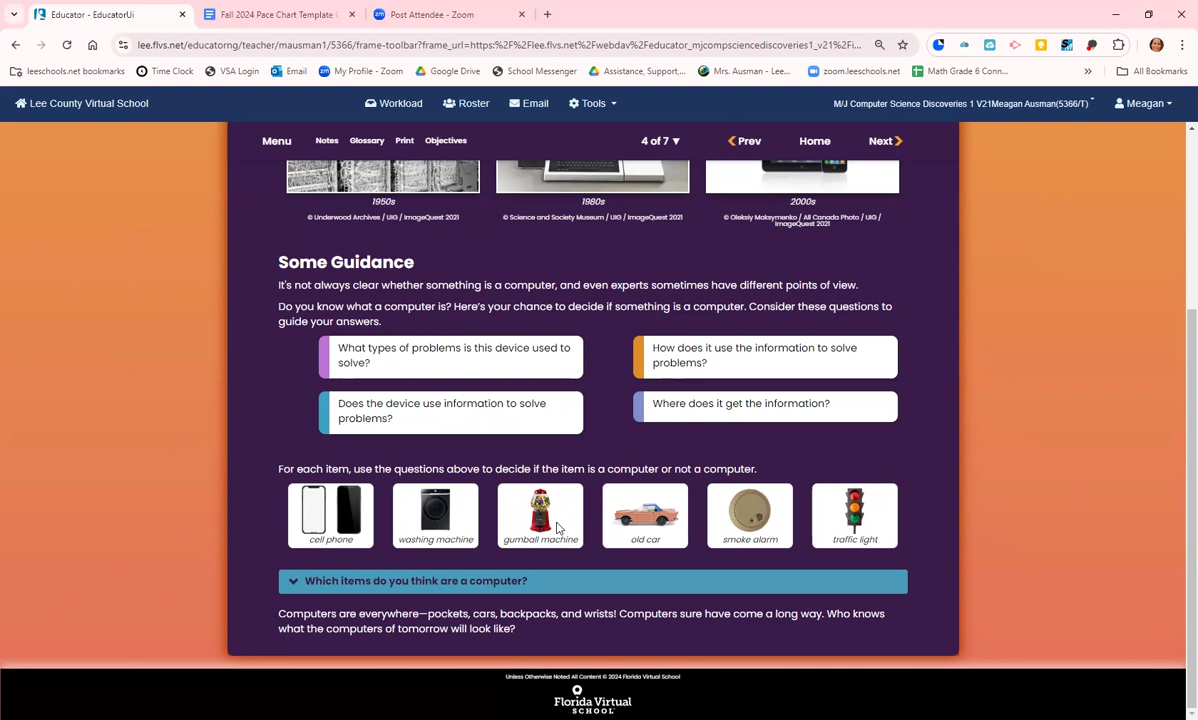 Educator - EducatorUi
Fall 2024 Pace Chart Template
Post Attendee - Zoom
lee.flvs.net/educatorng/teacher/mausman1/5366/frame-toolbar?frame_url=https:%2F%2Flee.flvs.net%2Fwebdav%2Feducator_mjcompsciencediscoveries1_v21%2Fi...
leeschools.net bookmarks
Time Clock
VSA Login
Email
My Profile - Zoom
Google Drive
School Messenger
Assistance, Support,...
Mrs. Ausman - Lee...
zoom.leeschools.net
Math Grade 6 Conn...
»
All Bookmarks
Lee County Virtual School
Workload
Roster
Email
Tools
M/J Computer Science Discoveries 1 V21Meagan Ausman(5366/T)
Meagan
Menu
Notes
Glossary
Print
Objectives
4 of 7
Prev
Home
Next
1950s
1980s
2000s
© Underwood Archives / UIG / ImageQuest 2021
© Science and Society Museum / UIG / ImageQuest 2021
© Oleksiy Maksymenko / All Canada Photo / UIG /
ImageQuest 2021
Some Guidance
It's not always clear whether something is a computer, and even experts sometimes have different points of view.
Do you know what a computer is? Here's your chance to decide if something is a computer. Consider these questions to
guide your answers.
What types of problems is this device used to
solve?
How does it use the information to solve
problems?
Does the device use information to solve
problems?
Where does it get the information?
For each item, use the questions above to decide if the item is a computer or not a computer.
cell phone
washing machine
gumball machine
old car
smoke alarm
traffic light
Which items do you think are a computer?
Computers are everywhere—pockets, cars, backpacks, and wrists! Computers sure have come a long way. Who knows
what the computers of tomorrow will look like?
Unless Otherwise Noted All Content © 2024 Florida Virtual School
Florida Virtual
SCHOOL